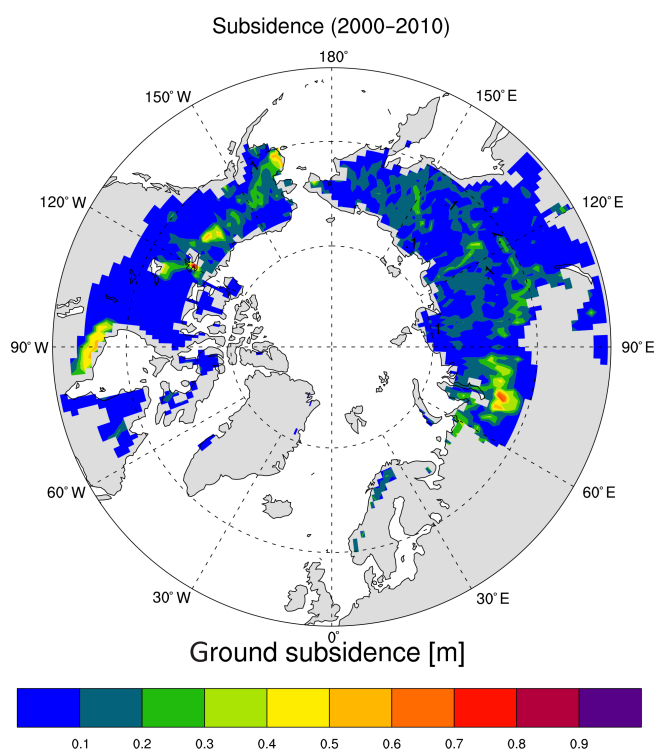 Subsidence (2000−2010)
180°
150° W
150° E
120° W
120° E
90° W
90° E
60° W
60° E
30° W
30° E
0°
Ground subsidence [m]
0.1 0.2 0.3 0.4 0.5 0.6 0.7 0.8 0.9